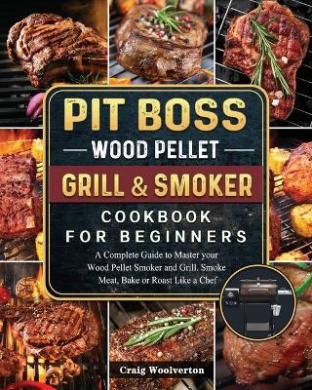 PIT BOSS
WOOD PELLET
GRILL & SMOKER
COOKBOOK
FOR BEGINNERS
A Complete Guide to Master your
Wood Pellet Smoker and Grill. Smoke
Meat, Bake or Roast Like a Chef
Craig Woolverton